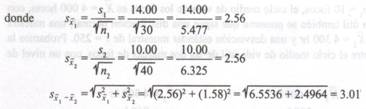 donde s_x̄₁ = s₁/√n₁ = 14.00/√30 = 14.00/5.477 = 2.56
s_x̄₂ = s₂/√n₂ = 10.00/√40 = 10.00/6.325 = 2.56
s_x̄₁₋x̄₂ = √s²_x̄₁ + s²_x̄₂ = √(2.56)² + (1.58)² = √6.5536 + 2.4964 = 3.01